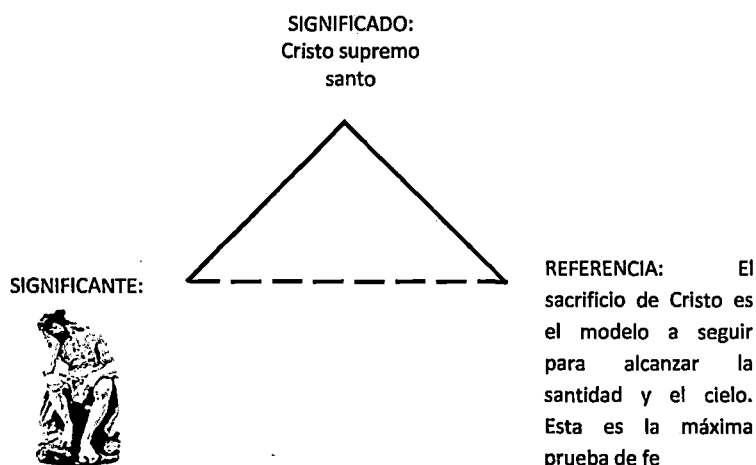 SIGNIFICADO:
Cristo supremo
santo
SIGNIFICANTE:
REFERENCIA: El
sacrificio de Cristo es
el modelo a seguir
para alcanzar la
santidad y el cielo.
Esta es la máxima
prueba de fe